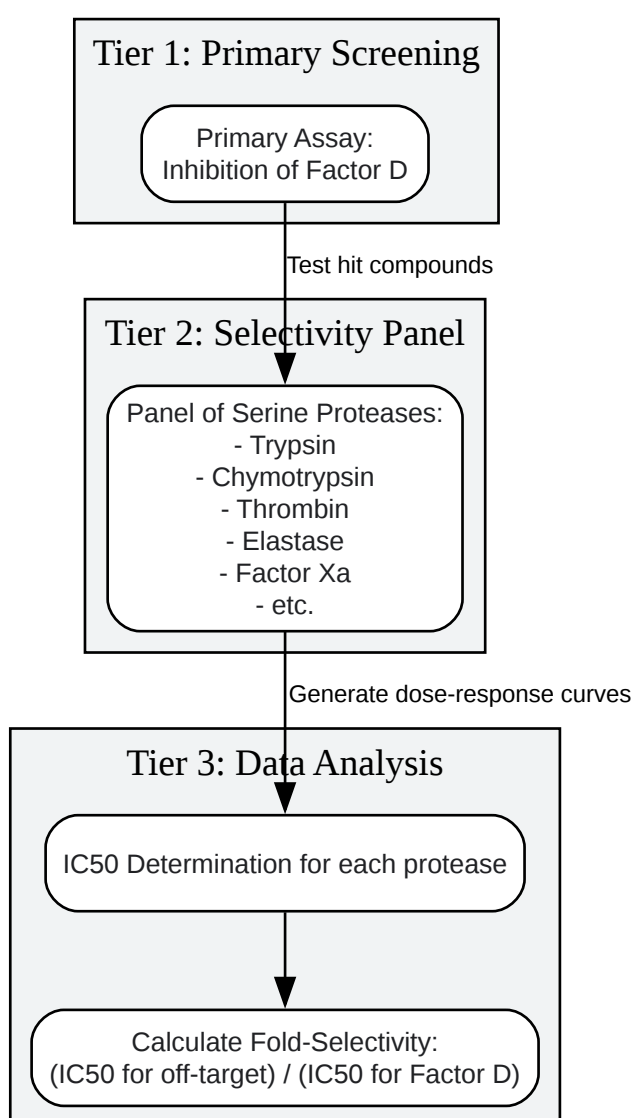 Tier 1: Primary Screening
Primary Assay:
Inhibition of Factor D
Test hit compounds
Tier 2: Selectivity Panel
Panel of Serine Proteases:
- Trypsin
- Chymotrypsin
- Thrombin
- Elastase
- Factor Xa
- etc.
Generate dose-response curves
Tier 3: Data Analysis
IC50 Determination for each protease
Calculate Fold-Selectivity:
(IC50 for off-target) / (IC50 for Factor D)